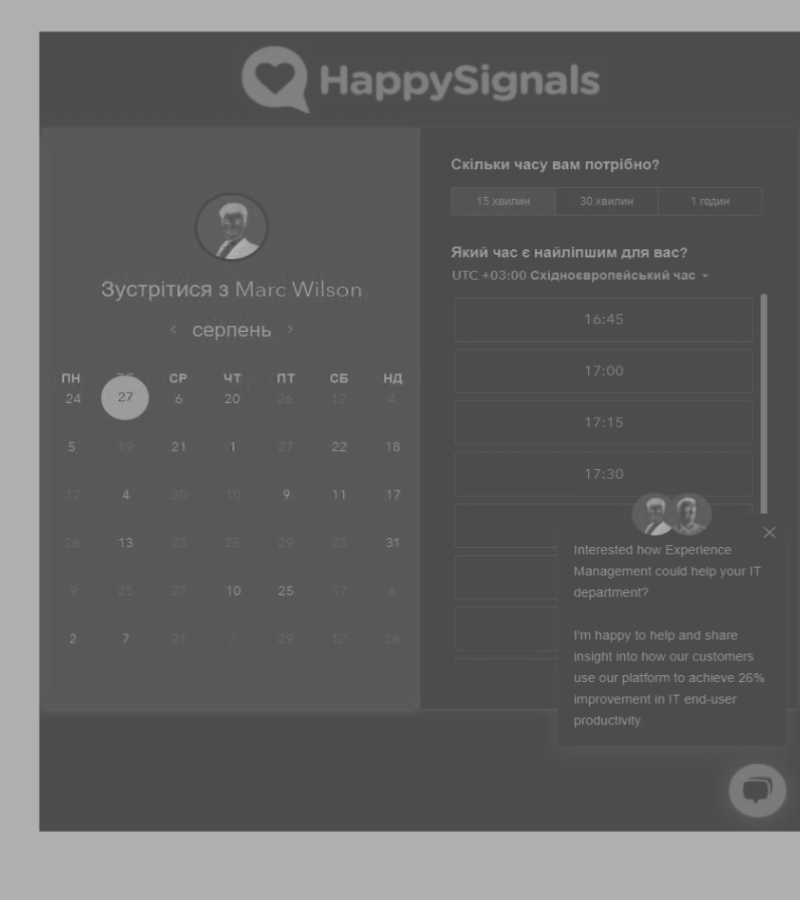 HappySignals
Зустрітися з Marc Wilson
серпень
ПН СР ЧТ ПТ СБ НД
24 27 6 20 26 12 4
5 19 21 1 27 22 18
17 4 30 10 9 11 17
26 13 23 25 29 23 31
9 25 27 10 25 17 6
2 7 21 7 29 12 26
Скільки часу вам потрібно?
15 хвилин 30 хвилин 1 годин
Який час є найліпшим для вас?
UTC +03:00 Східноєвропейський час
16:45
17:00
17:15
17:30
Interested how Experience
Management could help your IT
department?
I'm happy to help and share
insight into how our customers
use our platform to achieve 26%
improvement in IT end-user
productivity.